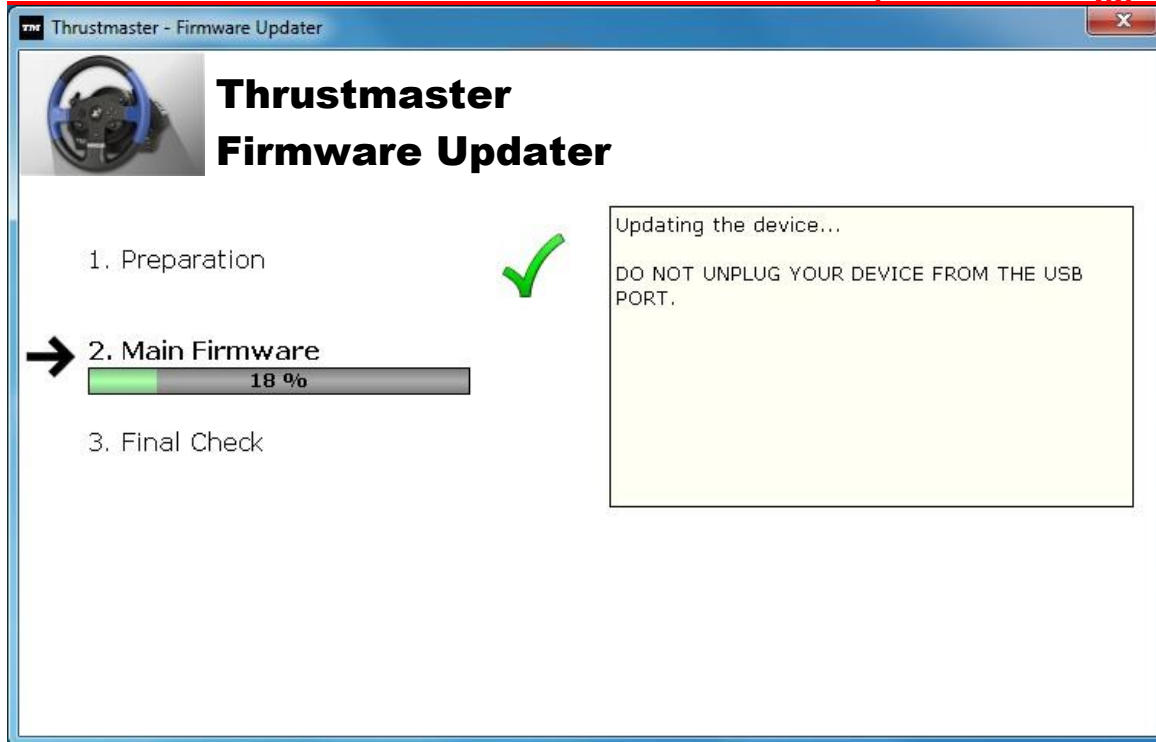 Thrustmaster - Firmware Updater
Thrustmaster
Firmware Updater
1. Preparation
2. Main Firmware
18 %
3. Final Check
Updating the device...
DO NOT UNPLUG YOUR DEVICE FROM THE USB
PORT.